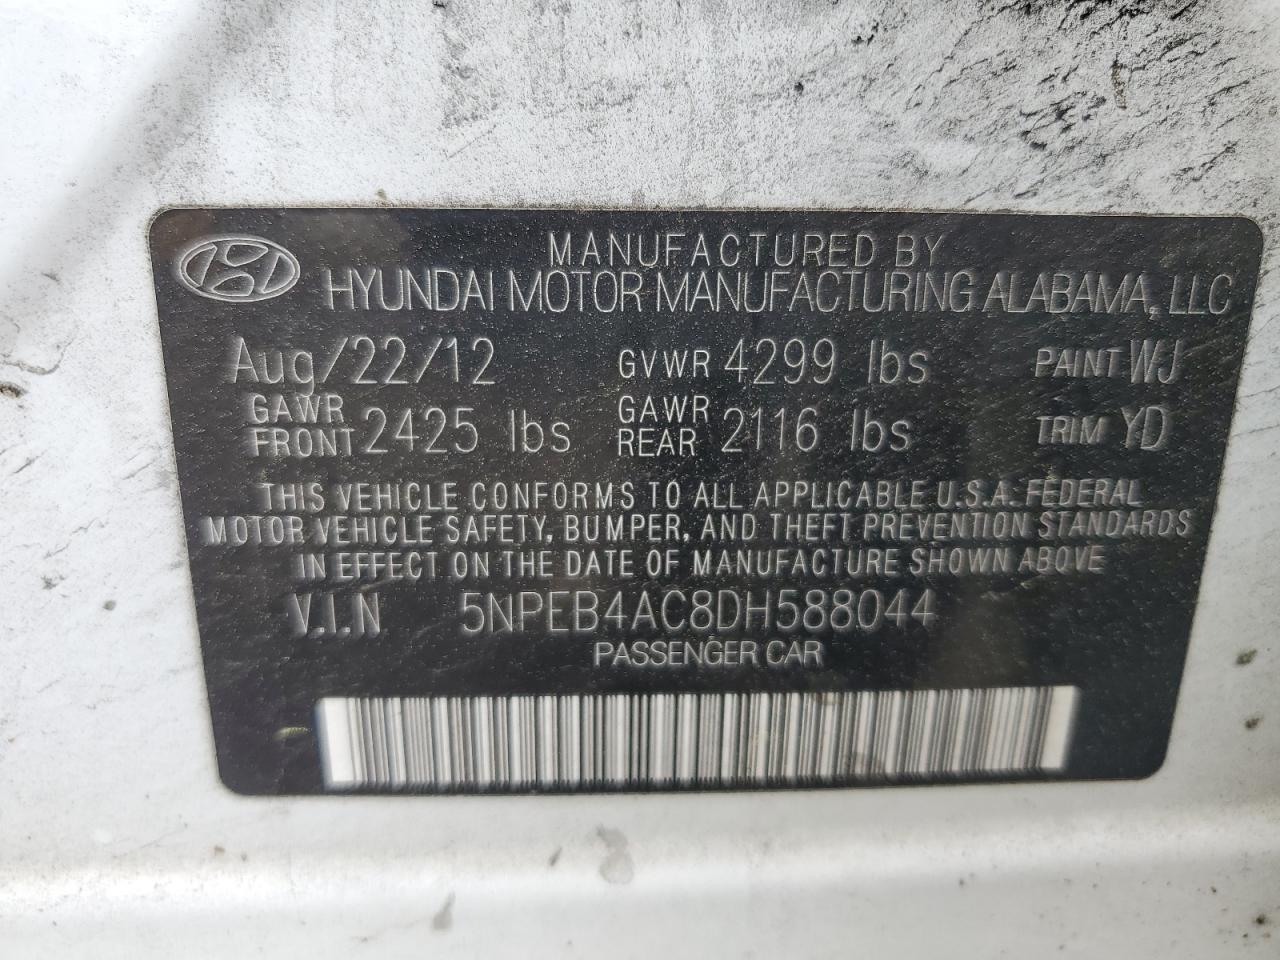 MANUFACTURED BY
HYUNDAI MOTOR MANUFACTURING ALABAMA, LLC
Aug/22/12 GVWR 4299 lbs PAINT WJ
GAWR FRONT 2425 lbs GAWR REAR 2116 lbs TRIM YD
THIS VEHICLE CONFORMS TO ALL APPLICABLE U.S.A. FEDERAL
MOTOR VEHICLE SAFETY, BUMPER, AND THEFT PREVENTION STANDARDS
IN EFFECT ON THE DATE OF MANUFACTURE SHOWN ABOVE
V.I.N 5NPEB4AC8DH588044
PASSENGER CAR